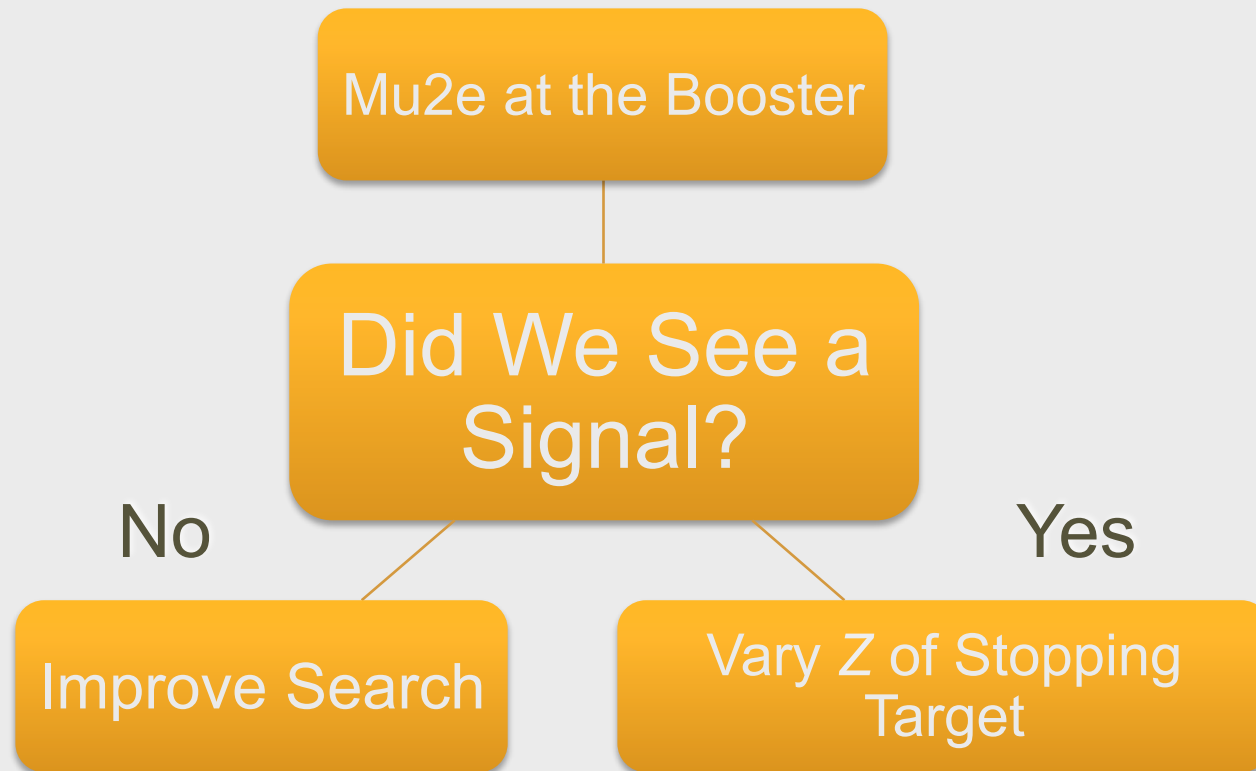 Mu2e at the Booster
Did We See a
Signal?
No
Yes
Improve Search
Vary Z of Stopping
Target